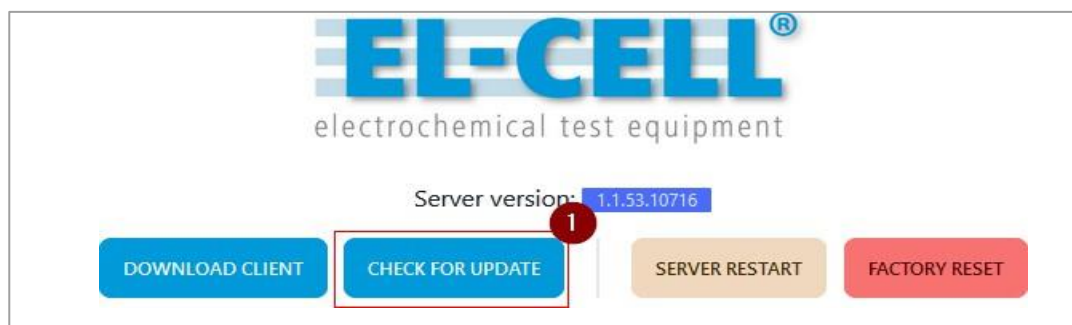 EL-CELL®
electrochemical test equipment
Server version: 1.1.53.10716
1
DOWNLOAD CLIENT CHECK FOR UPDATE SERVER RESTART FACTORY RESET